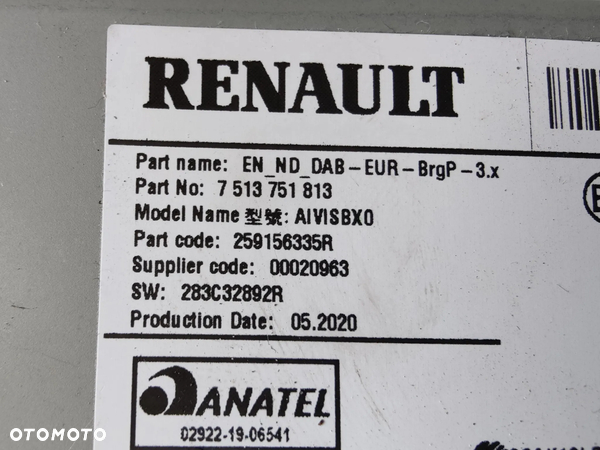 RENAULT
Part name: EN_ND_DAB-EUR-BrgP-3.x
Part No: 7 513 751 813
Model Name 型號: AIVISBX0
Part code: 259156335R
Supplier code: 00020963
SW: 283C32892R
Production Date: 05.2020
ANATEL
02922-19-06541
OTOMOTO